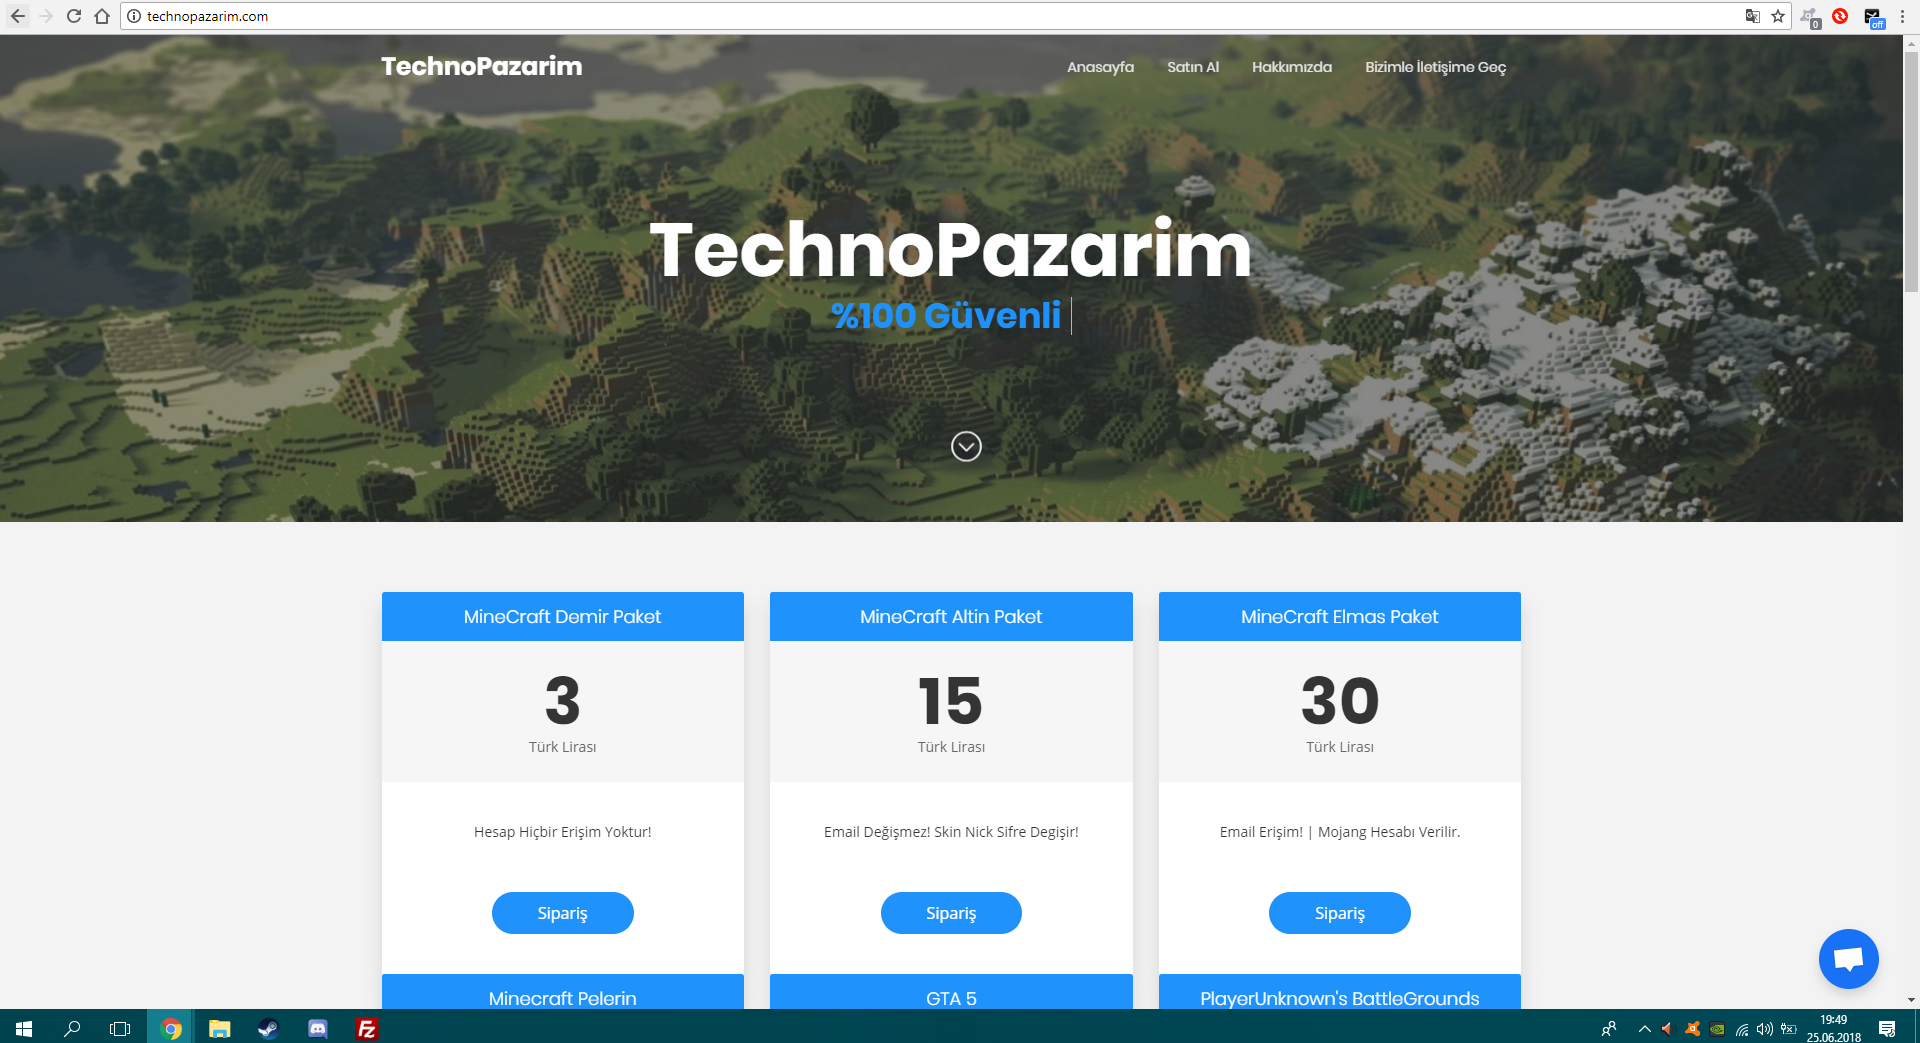 technopazarim.com
0
off
TechnoPazarim
Anasayfa Satın Al Hakkımızda Bizimle İletişime Geç
TechnoPazarim
%100 Güvenli
MineCraft Demir Paket
3
Türk Lirası
Hesap Hiçbir Erişim Yoktur!
Sipariş
MineCraft Altin Paket
15
Türk Lirası
Email Değişmez! Skin Nick Sifre Degişir!
Sipariş
MineCraft Elmas Paket
30
Türk Lirası
Email Erişim! | Mojang Hesabı Verilir.
Sipariş
Minecraft Pelerin
GTA 5
PlayerUnknown's BattleGrounds
19:49
25.06.2018